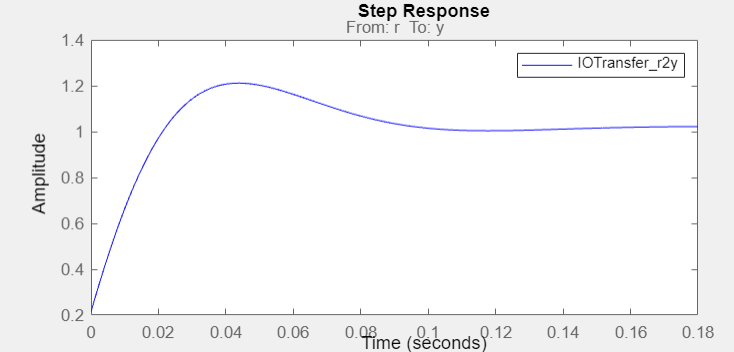 Step Response
From: r To: y
IOTransfer_r2y
Amplitude
1.4
1.2
1
0.8
0.6
0.4
0.2
0 0.02 0.04 0.06 0.08 0.1 0.12 0.14 0.16 0.18
Time (seconds)